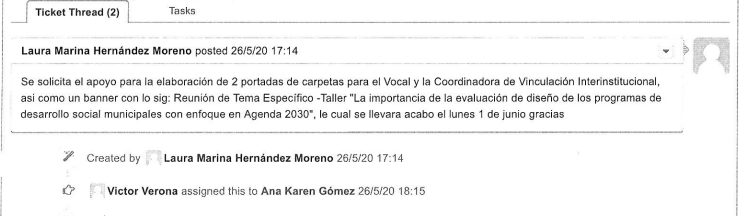 Ticket Thread (2) Tasks
Laura Marina Hernández Moreno posted 26/5/20 17:14
Se solicita el apoyo para la elaboración de 2 portadas de carpetas para el Vocal y la Coordinadora de Vinculación Interinstitucional,
asi como un banner con lo sig: Reunión de Tema Específico -Taller "La importancia de la evaluación de diseño de los programas de
desarrollo social municipales con enfoque en Agenda 2030", le cual se llevara acabo el lunes 1 de junio gracias
Created by Laura Marina Hernández Moreno 26/5/20 17:14
Victor Verona assigned this to Ana Karen Gómez 26/5/20 18:15